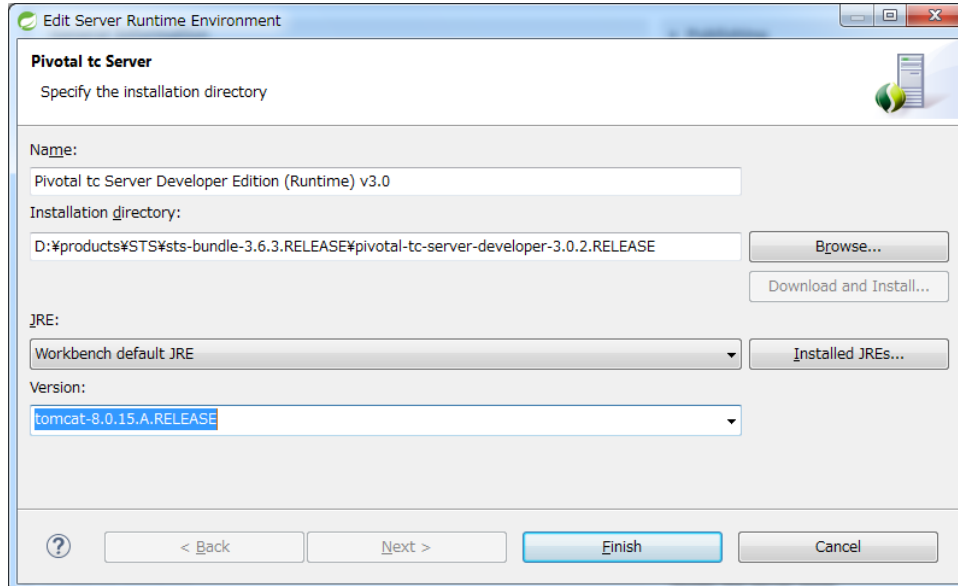 Edit Server Runtime Environment
Pivotal tc Server
Specify the installation directory
Name:
Pivotal tc Server Developer Edition (Runtime) v3.0
Installation directory:
D:¥products¥STS¥sts-bundle-3.6.3.RELEASE¥pivotal-tc-server-developer-3.0.2.RELEASE
Browse...
Download and Install...
JRE:
Workbench default JRE
Installed JREs...
Version:
tomcat-8.0.15.A.RELEASE
?
< Back
Next >
Finish
Cancel